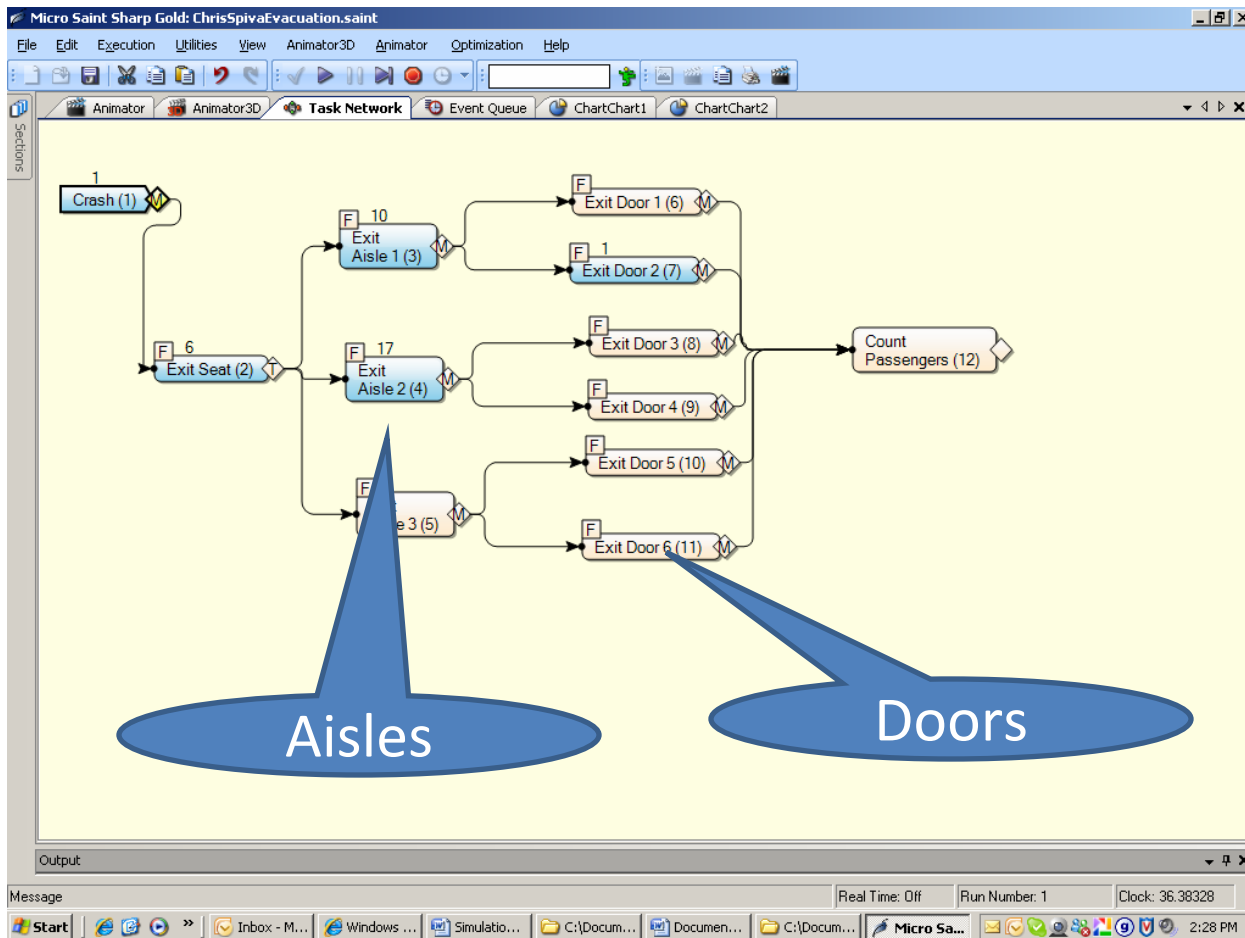 Micro Saint Sharp Gold: ChrisSpivaEvacuation.saint
File Edit Execution Utilities View Animator3D Animator Optimization Help
Sections
Animator Animator3D Task Network Event Queue ChartChart1 ChartChart2
1
Crash (1) M
F
Exit Door 1 (6) M
F 10
Exit
Aisle 1 (3) M
F 1
Exit Door 2 (7) M
F
Exit Door 3 (8) M
F 6
Exit Seat (2) T
F 17
Exit
Aisle 2 (4) M
Count
Passengers (12)
F
Exit Door 4 (9) M
F
Exit Door 5 (10) M
F
e 3 (5) M
F
Exit Door 6 (11) M
Aisles
Doors
Output
Message Real Time: Off Run Number: 1 Clock: 36.38328
Start » Inbox - M... Windows ... Simulatio... C:\Docum... Documen... C:\Docum... Micro Sa... 2:28 PM